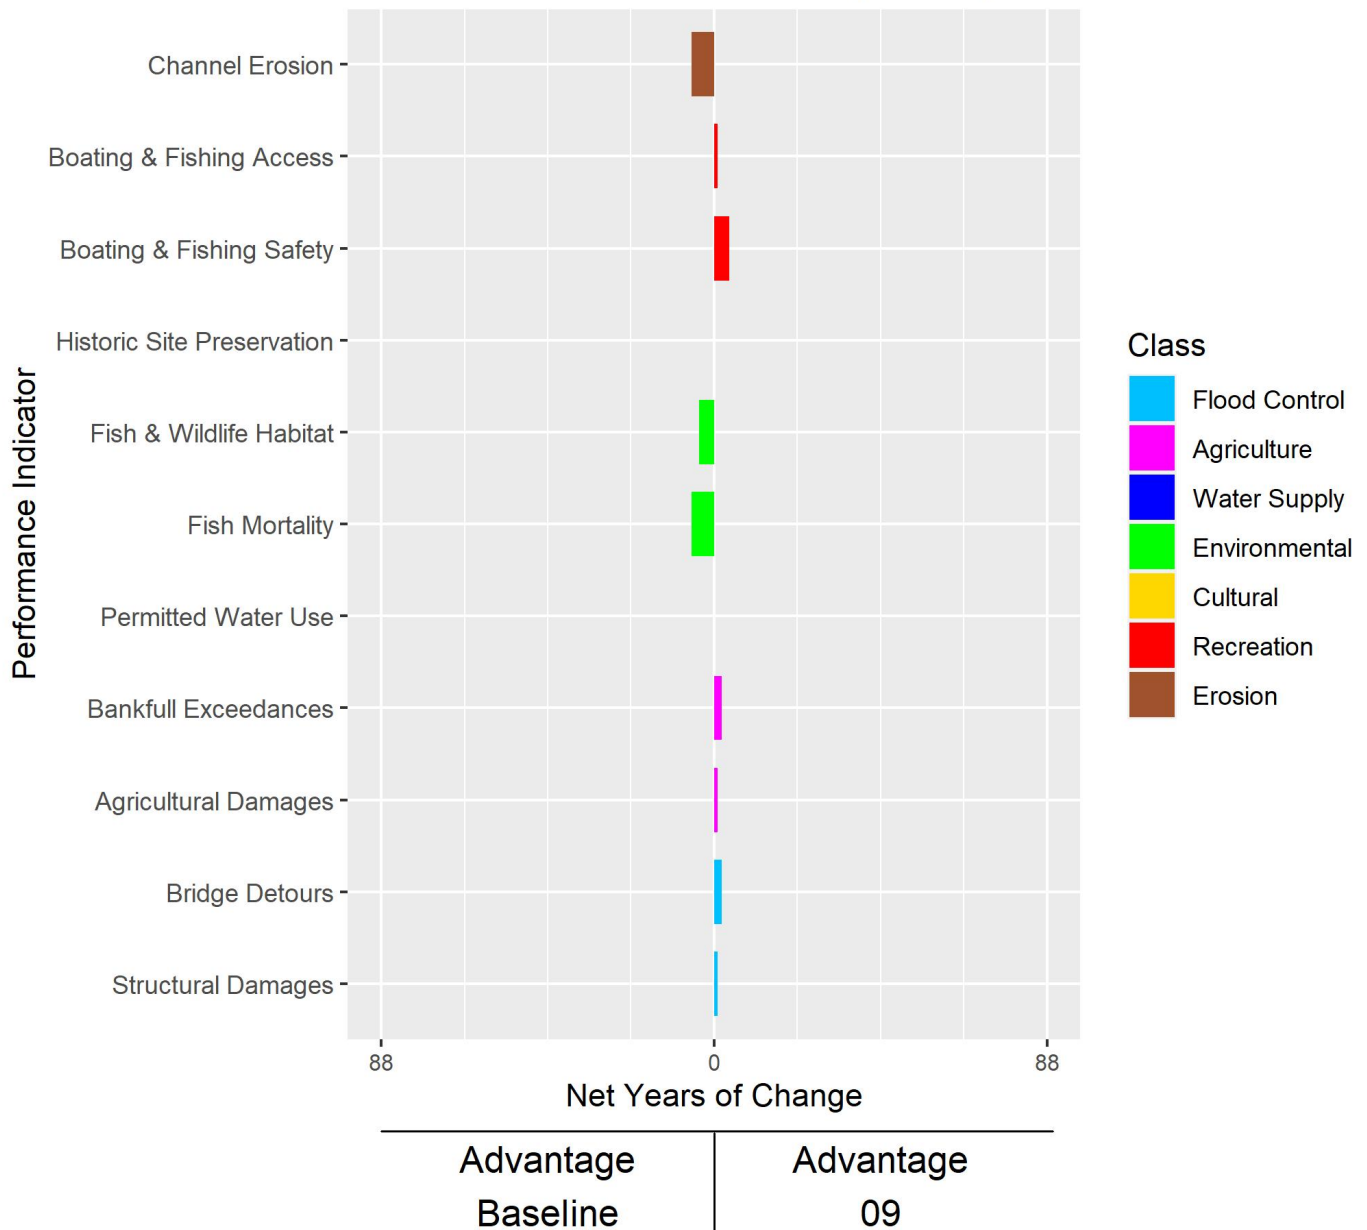 Channel Erosion
Boating & Fishing Access
Boating & Fishing Safety
Historic Site Preservation
Fish & Wildlife Habitat
Fish Mortality
Permitted Water Use
Bankfull Exceedances
Agricultural Damages
Bridge Detours
Structural Damages
Performance Indicator
88 0 88
Net Years of Change
Advantage Advantage
Baseline 09
Class
Flood Control
Agriculture
Water Supply
Environmental
Cultural
Recreation
Erosion